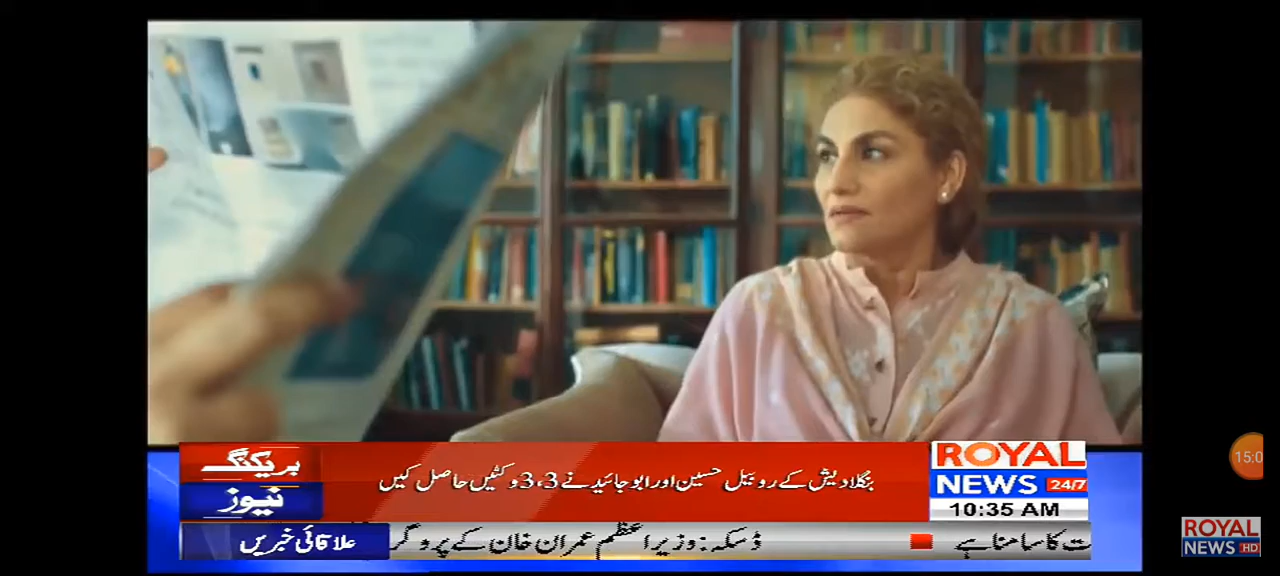 بریکنگ
نیوز
بنگلادیش کے روبیل حسین اور ابو جائید نے 3،3 وکٹیں حاصل کیں
ROYAL
NEWS 24/7
10:35 AM
علاقائی خبریں
ڈسکہ: وزیراعظم عمران خان کے پروگر
ت کا سامنا ہے
15:0
ROYAL
NEWS HD